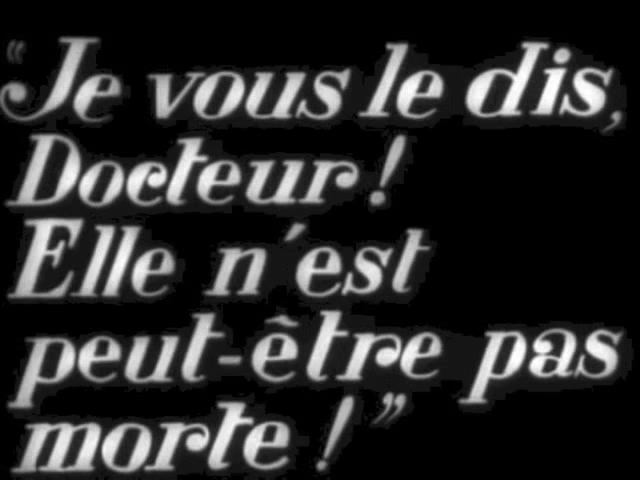 “Je vous le dis,
Docteur !
Elle n'est
peut-être pas
morte ! ”